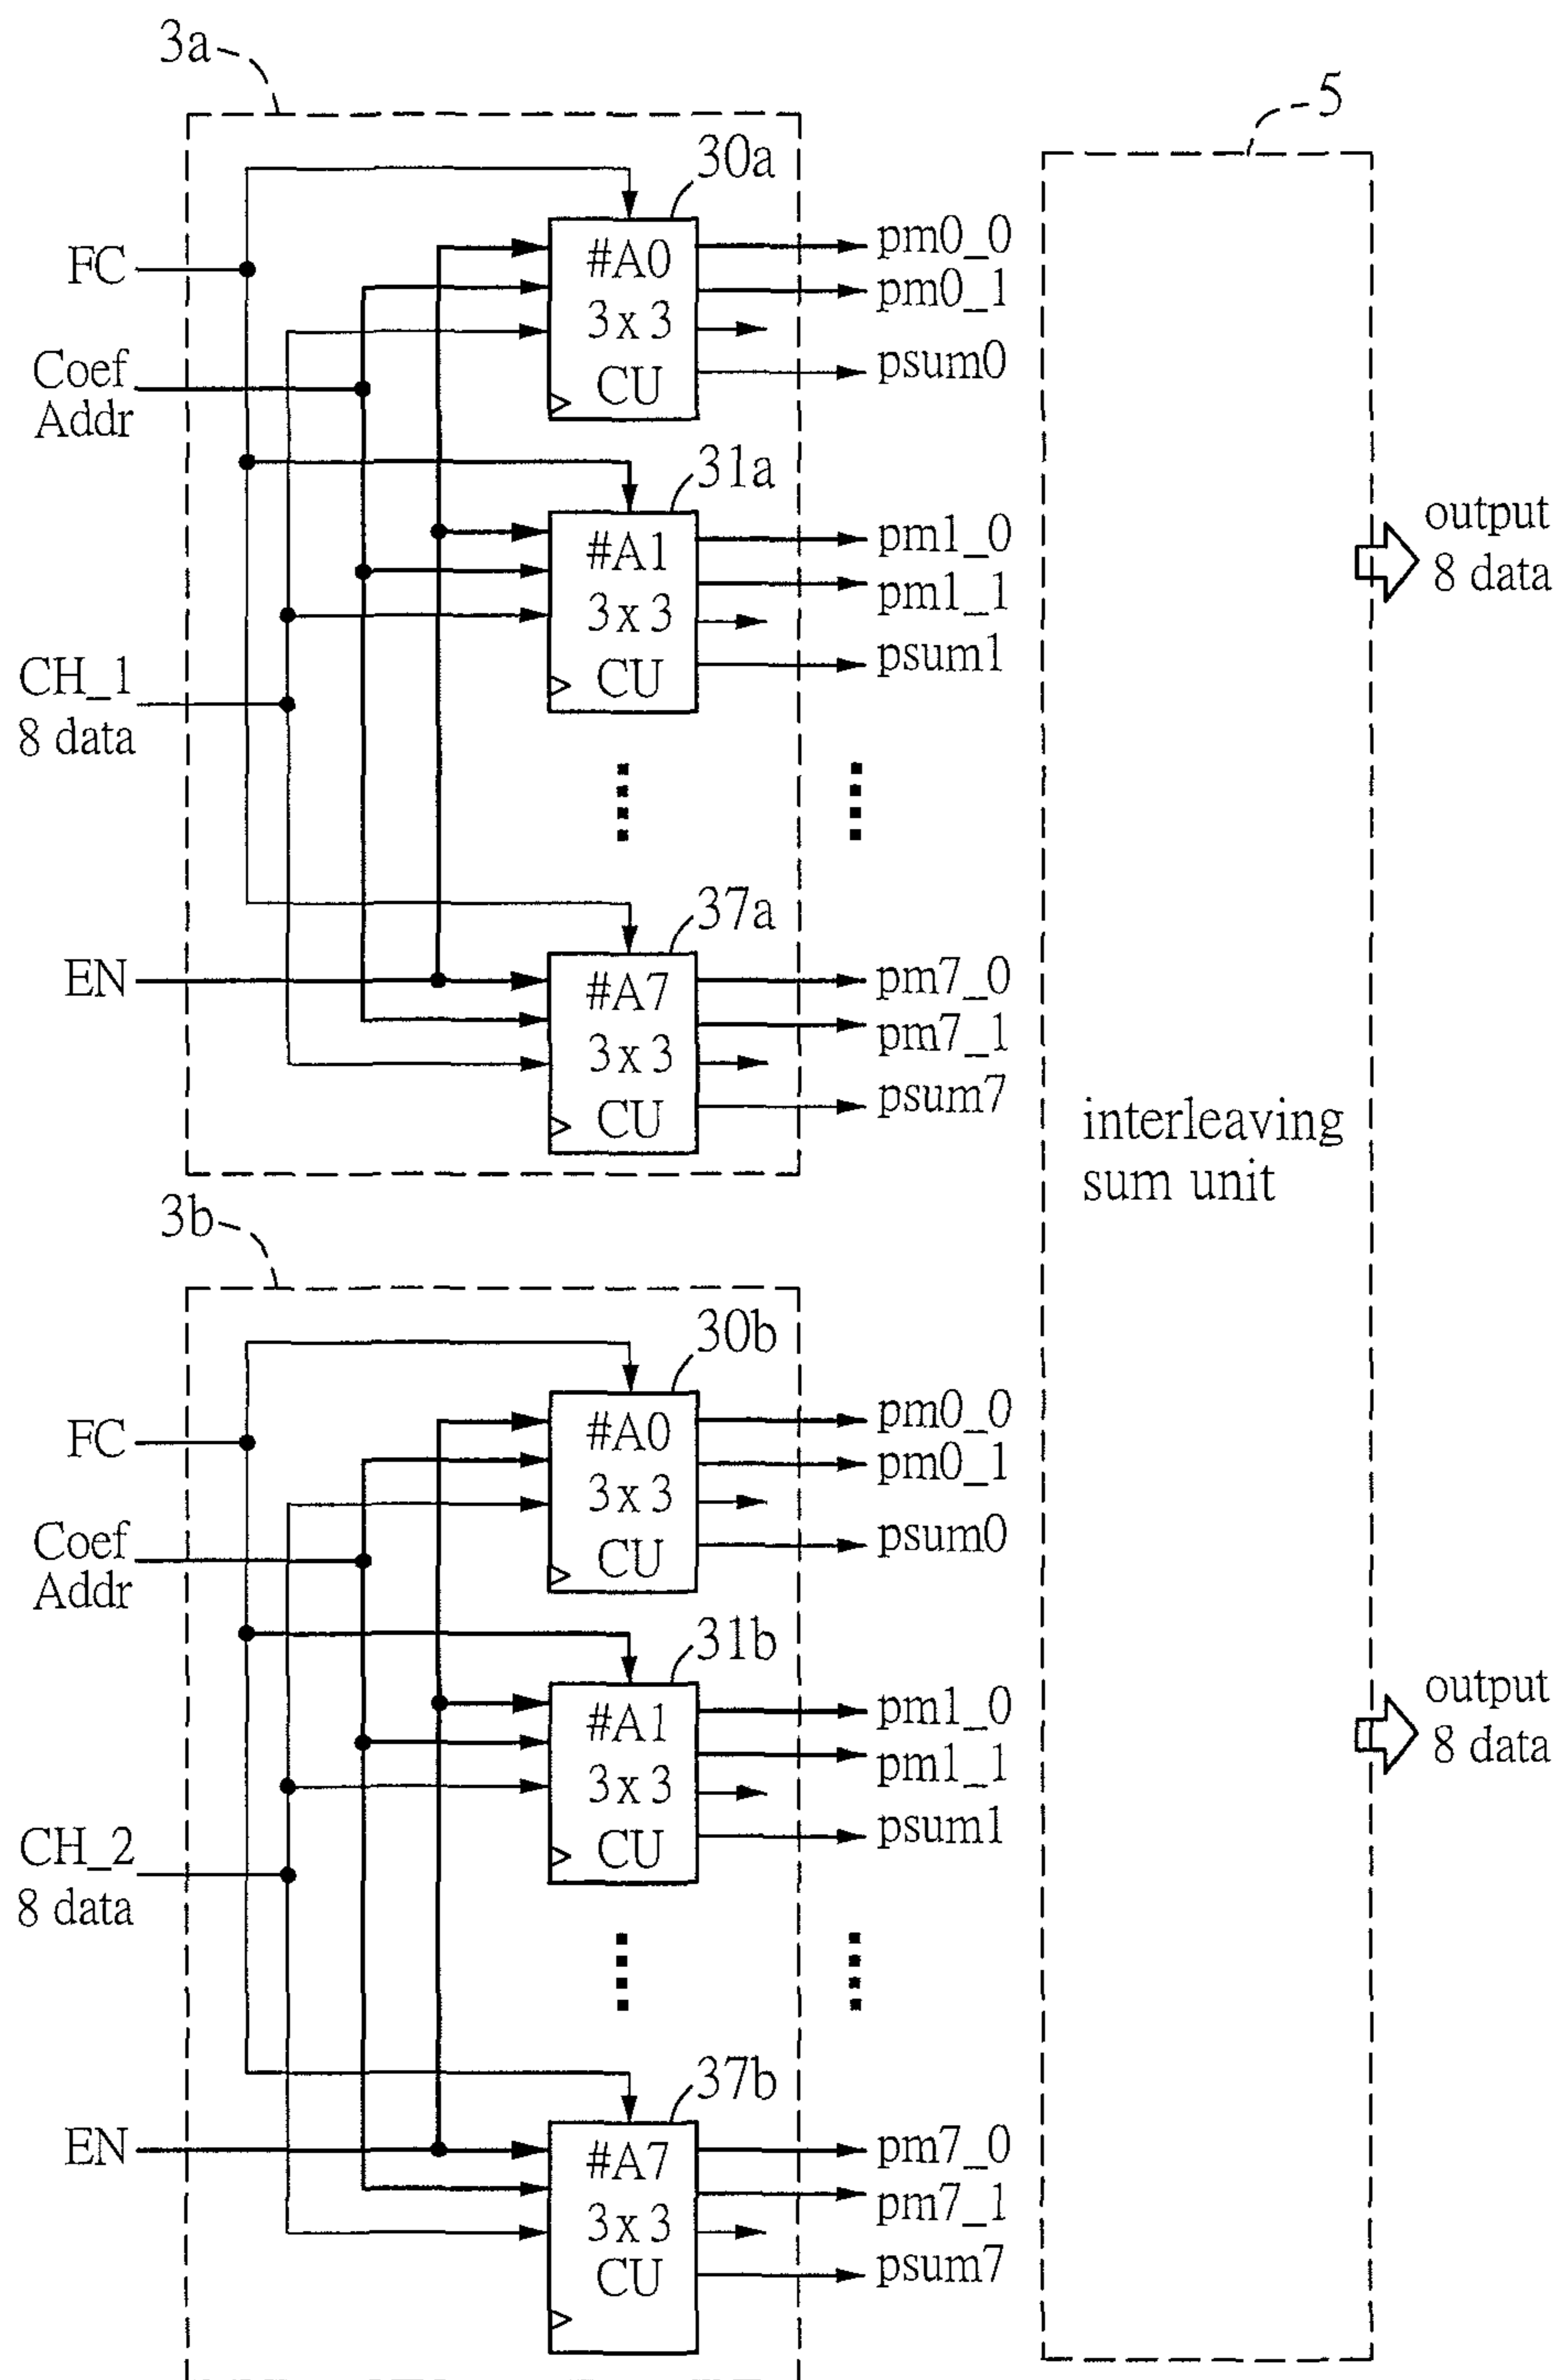 3a
5
30a
FC
#A0
3x3
CU
pm0_0
pm0_1
psum0
Coef
Addr
31a
#A1
3x3
CU
pm1_0
pm1_1
psum1
output
8 data
CH_1
8 data
37a
EN
#A7
3x3
CU
pm7_0
pm7_1
psum7
interleaving
sum unit
3b
30b
FC
#A0
3x3
CU
pm0_0
pm0_1
psum0
Coef
Addr
31b
#A1
3x3
CU
pm1_0
pm1_1
psum1
output
8 data
CH_2
8 data
37b
EN
#A7
3x3
CU
pm7_0
pm7_1
psum7